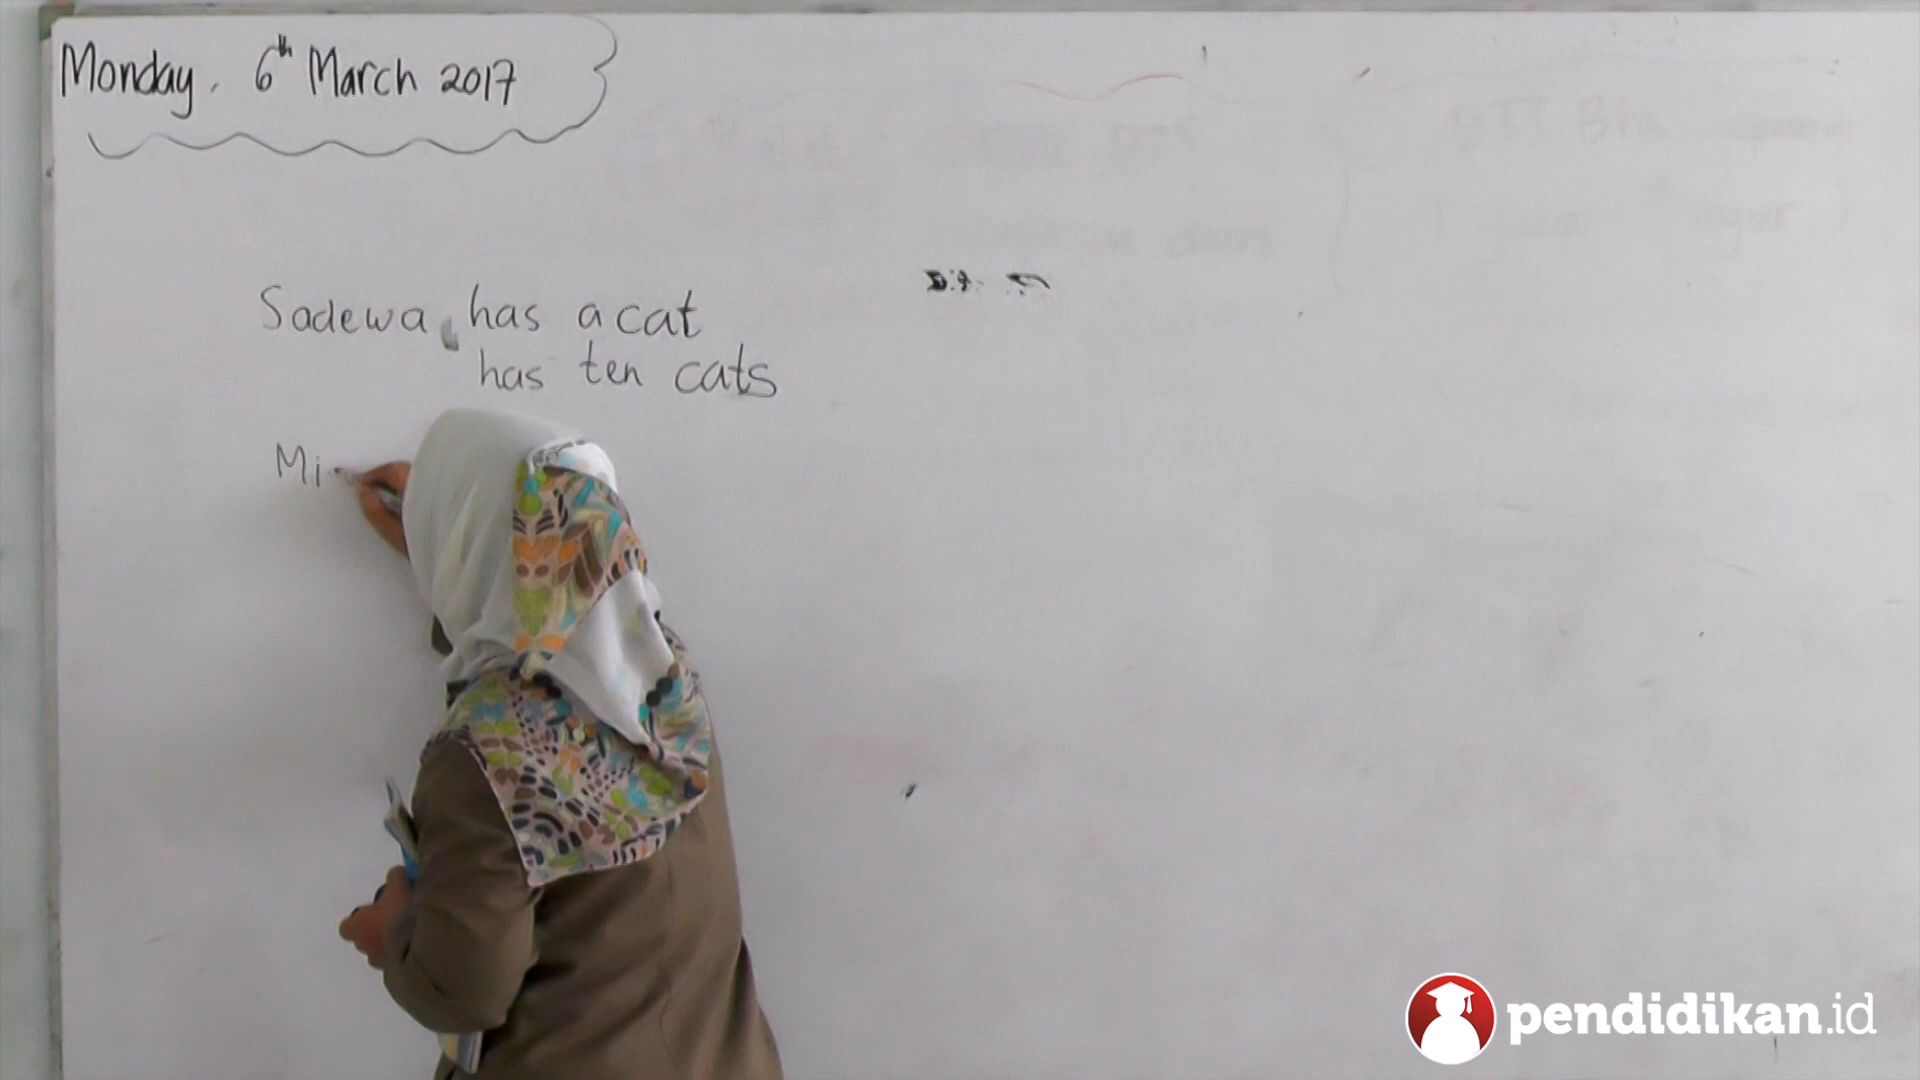 Monday, 6th March 2017
Sadewa has a cat
has ten cats
Mi
pendidikan.id